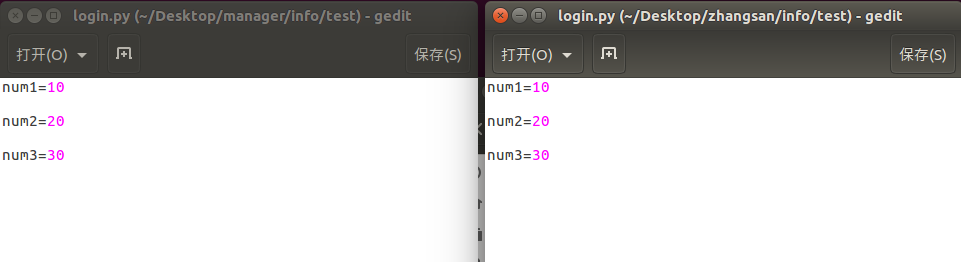 login.py (~/Desktop/manager/info/test) - gedit
打开(O)
保存(S)
num1=10
num2=20
num3=30
login.py (~/Desktop/zhangsan/info/test) - gedit
打开(O)
保存(S)
num1=10
num2=20
num3=30